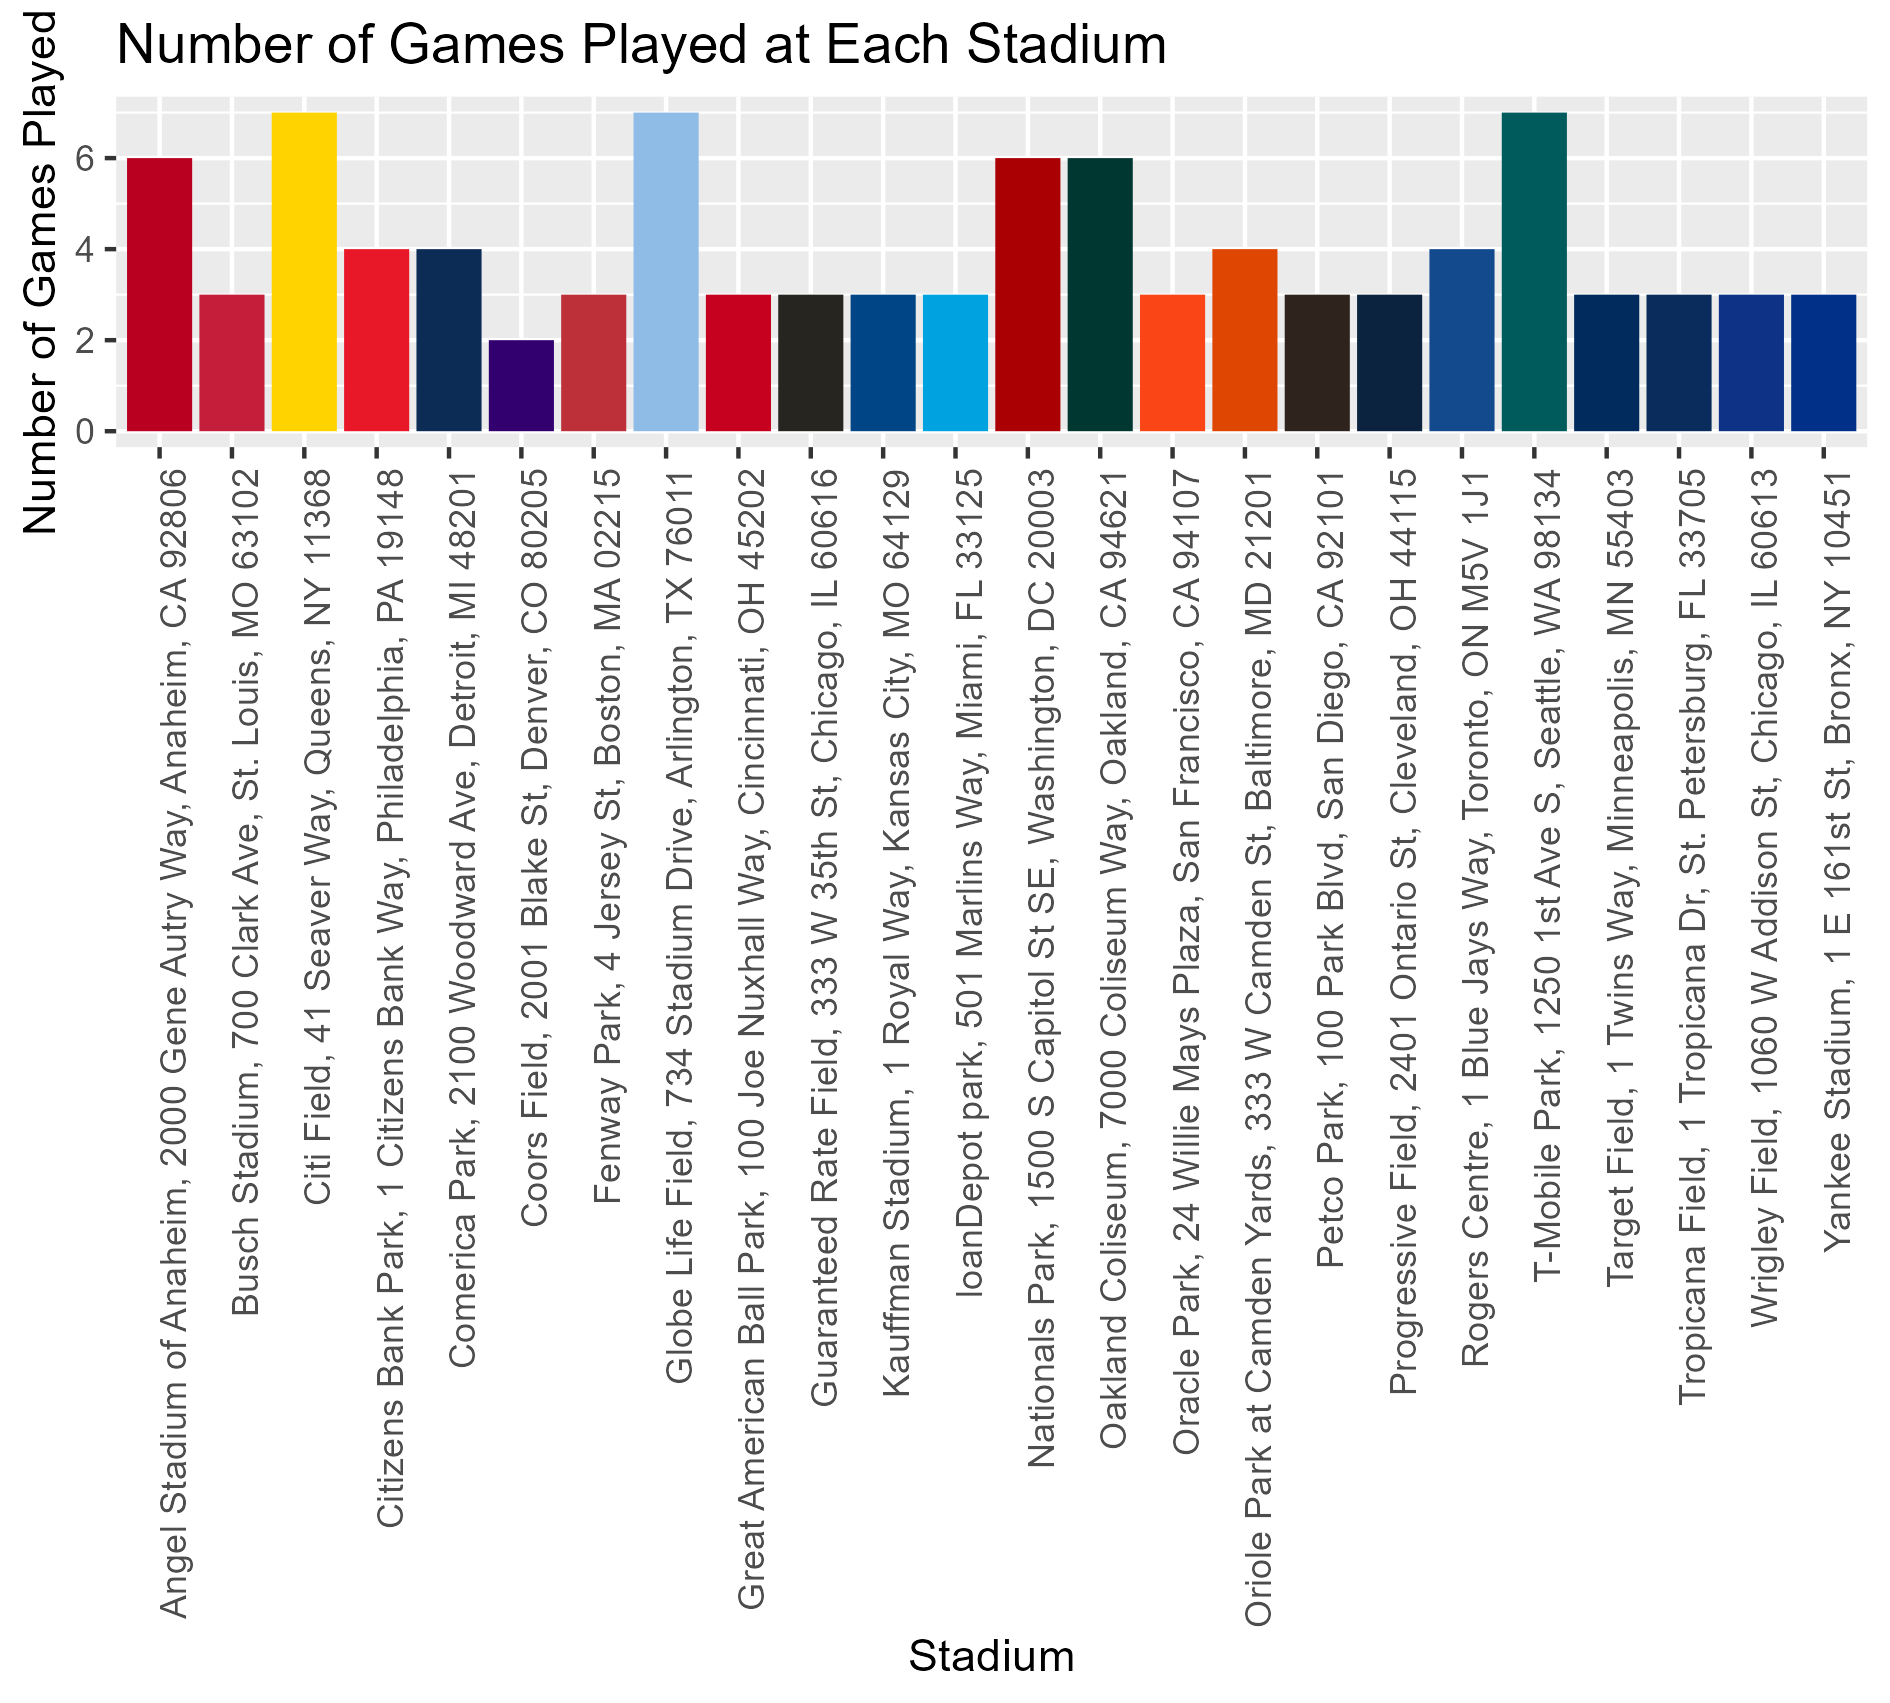 Number of Games Played at Each Stadium
Number of Games Played
6
4
2
0
Angel Stadium of Anaheim, 2000 Gene Autry Way, Anaheim, CA 92806
Busch Stadium, 700 Clark Ave, St. Louis, MO 63102
Citi Field, 41 Seaver Way, Queens, NY 11368
Citizens Bank Park, 1 Citizens Bank Way, Philadelphia, PA 19148
Comerica Park, 2100 Woodward Ave, Detroit, MI 48201
Coors Field, 2001 Blake St, Denver, CO 80205
Fenway Park, 4 Jersey St, Boston, MA 02215
Globe Life Field, 734 Stadium Drive, Arlington, TX 76011
Great American Ball Park, 100 Joe Nuxhall Way, Cincinnati, OH 45202
Guaranteed Rate Field, 333 W 35th St, Chicago, IL 60616
Kauffman Stadium, 1 Royal Way, Kansas City, MO 64129
loanDepot park, 501 Marlins Way, Miami, FL 33125
Nationals Park, 1500 S Capitol St SE, Washington, DC 20003
Oakland Coliseum, 7000 Coliseum Way, Oakland, CA 94621
Oracle Park, 24 Willie Mays Plaza, San Francisco, CA 94107
Oriole Park at Camden Yards, 333 W Camden St, Baltimore, MD 21201
Petco Park, 100 Park Blvd, San Diego, CA 92101
Progressive Field, 2401 Ontario St, Cleveland, OH 44115
Rogers Centre, 1 Blue Jays Way, Toronto, ON M5V 1J1
T-Mobile Park, 1250 1st Ave S, Seattle, WA 98134
Target Field, 1 Twins Way, Minneapolis, MN 55403
Tropicana Field, 1 Tropicana Dr, St. Petersburg, FL 33705
Wrigley Field, 1060 W Addison St, Chicago, IL 60613
Yankee Stadium, 1 E 161st St, Bronx, NY 10451
Stadium